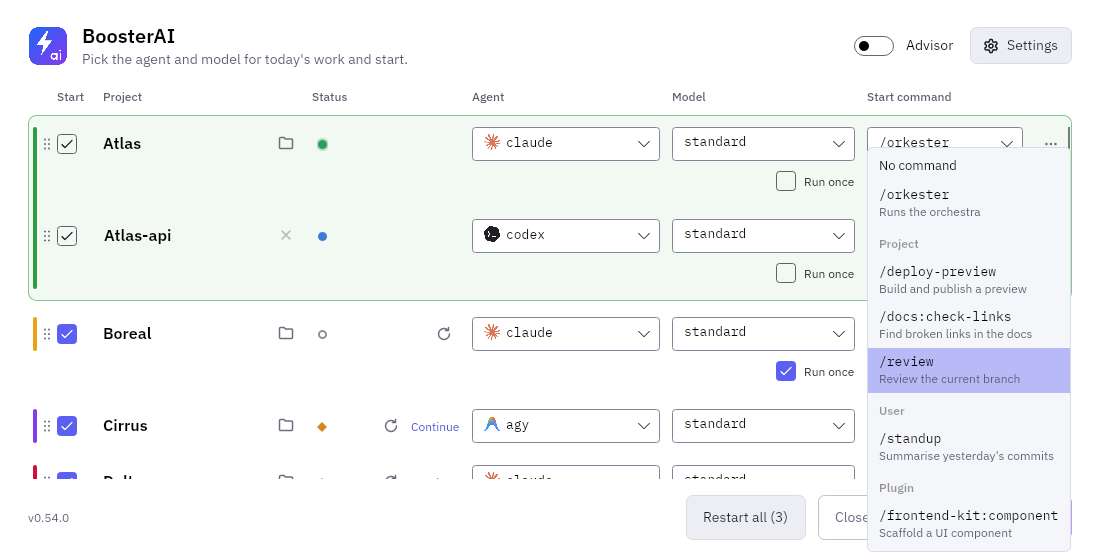 ai
BoosterAI
Pick the agent and model for today's work and start.
Advisor
Settings
Start
Project
Status
Agent
Model
Start command
Atlas
claude
standard
/orkester
Run once
Atlas-api
codex
standard
Run once
Boreal
claude
standard
Run once
Cirrus
Continue
agy
standard
No command
/orkester
Runs the orchestra
Project
/deploy-preview
Build and publish a preview
/docs:check-links
Find broken links in the docs
/review
Review the current branch
User
/standup
Summarise yesterday's commits
Plugin
/frontend-kit:component
Scaffold a UI component
claude
standard
v0.54.0
Restart all (3)
Close